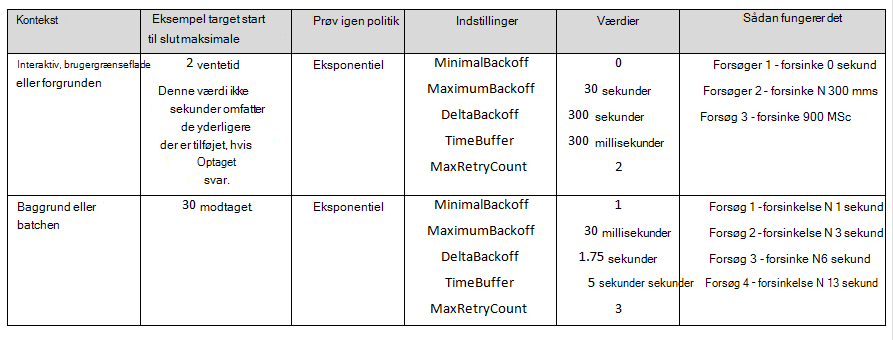 Kontekst
Eksempel target start
til slut maksimale
Prøv igen politik
Indstillinger
Værdier
Sådan fungerer det
Interaktiv, brugergrænseflade
eller forgrunden
2 ventetid
Denne værdi ikke
sekunder omfatter
de yderligere
der er tilføjet, hvis
Optaget
svar.
Eksponentiel
MinimalBackoff
MaximumBackoff
DeltaBackoff
TimeBuffer
MaxRetryCount
0
30 sekunder
300 sekunder
300 millisekunder
2
Forsøger 1 - forsinke 0 sekund
Forsøger 2 - forsinke N 300 mms
Forsøg 3 - forsinke 900 MSc
Baggrund eller
batchen
30 modtaget.
Eksponentiel
MinimalBackoff
MaximumBackoff
DeltaBackoff
TimeBuffer
MaxRetryCount
1
30 millisekunder
1.75 sekunder
5 sekunder sekunder
3
Forsøg 1 - forsinkelse N 1 sekund
Forsøg 2 - forsinkelse N 3 sekund
Forsøg 3 - forsinke N6 sekund
Forsøg 4 - forsinkelse N 13 sekund